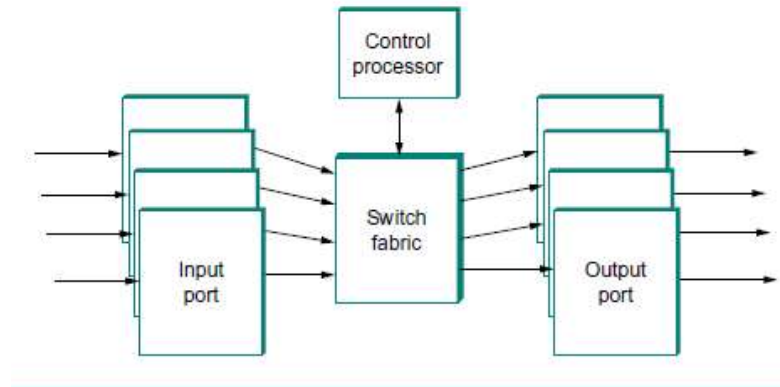 Control
processor
Switch
fabric
Input
port
Output
port